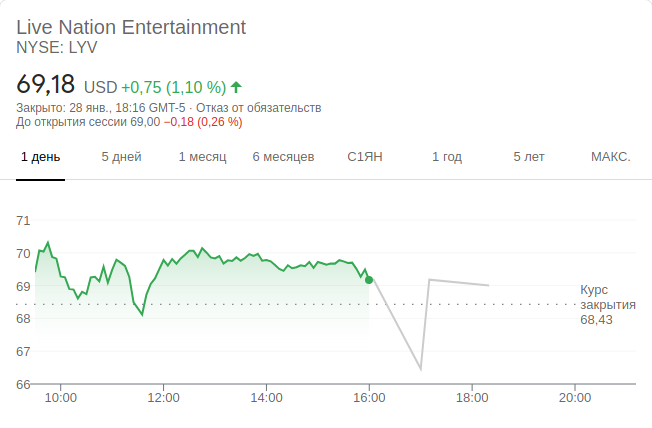 Live Nation Entertainment
NYSE: LYV
69,18 USD +0,75 (1,10 %)
Закрыто: 28 янв., 18:16 GMT-5 · Отказ от обязательств
До открытия сессии 69,00 −0,18 (0,26 %)
1 день 5 дней 1 месяц 6 месяцев С1ЯН 1 год 5 лет МАКС.
71
70
69
68
67
66
Курс
закрытия
68,43
10:00 12:00 14:00 16:00 18:00 20:00